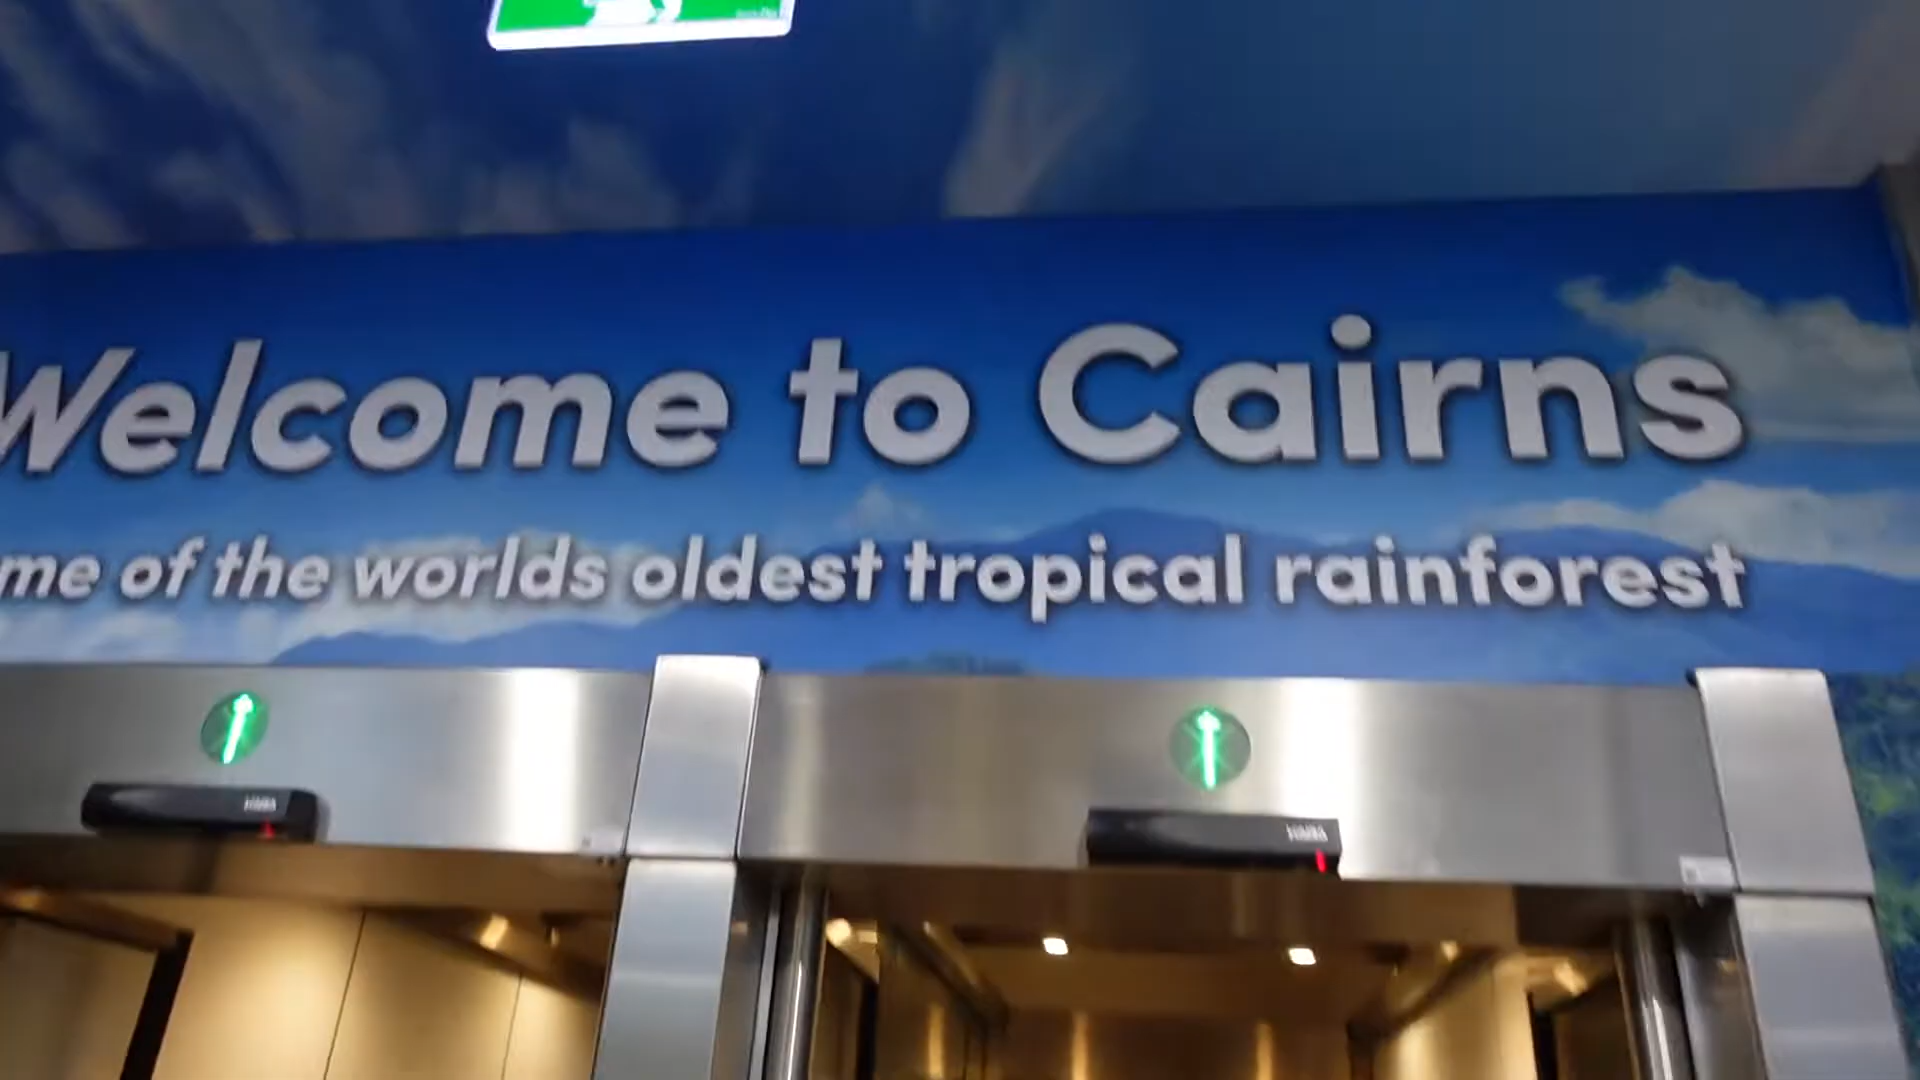 Welcome to Cairns
me of the worlds oldest tropical rainforest